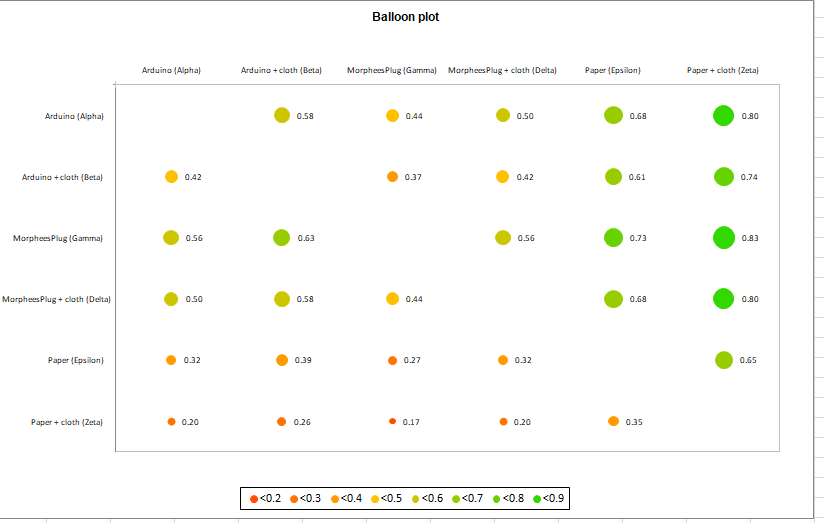 Balloon plot
Arduino (Alpha) Arduino + cloth (Beta) MorpheesPlug (Gamma) MorpheesPlug + cloth (Delta) Paper (Epsilon) Paper + cloth (Zeta)
Arduino (Alpha) 0.58 0.44 0.50 0.68 0.80
Arduino + cloth (Beta) 0.42 0.37 0.42 0.61 0.74
MorpheesPlug (Gamma) 0.56 0.63 0.56 0.73 0.83
MorpheesPlug + cloth (Delta) 0.50 0.58 0.44 0.68 0.80
Paper (Epsilon) 0.32 0.39 0.27 0.32 0.65
Paper + cloth (Zeta) 0.20 0.26 0.17 0.20 0.35
<0.2 <0.3 <0.4 <0.5 <0.6 <0.7 <0.8 <0.9